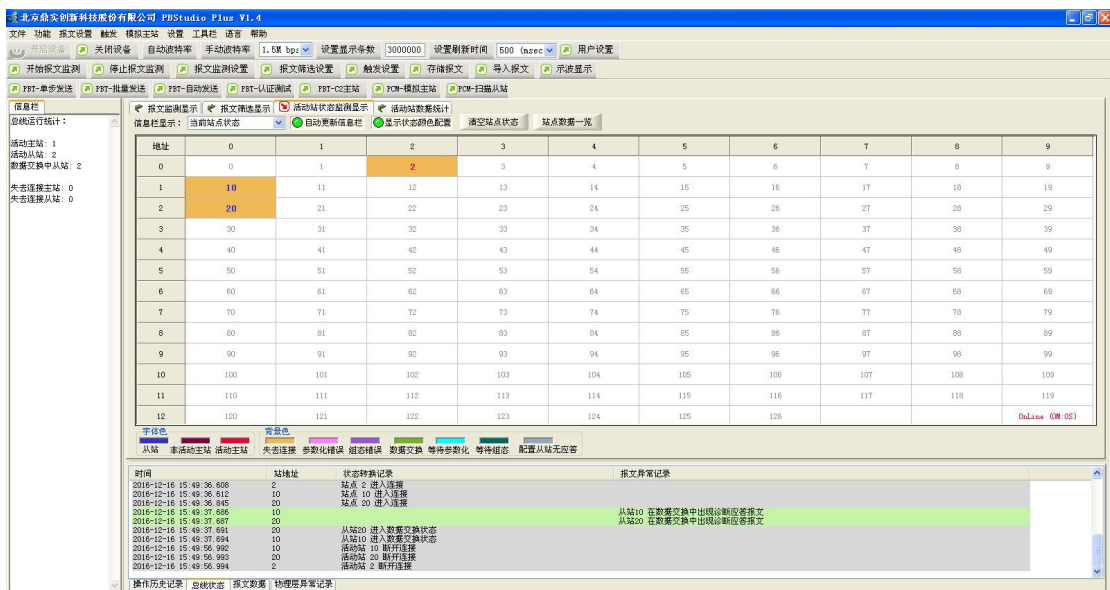 北京鼎实创新科技股份有限公司 PBStudio Plus V1.4
文件 功能 报文设置 触发 模拟主站 设置 工具栏 语言 帮助
开启设备 关闭设备 自动波特率 手动波特率 1.5M bps 设置显示条数 3000000 设置刷新时间 500 (msec 用户设置
开始报文监测 停止报文监测 报文监测设置 报文筛选设置 触发设置 存储报文 导入报文 示波显示
PBT-单步发送 PBT-批量发送 PBT-自动发送 PBT-认证测试 PBT-C2主站 PCM-模拟主站 PCM-扫描从站
信息栏
总线运行统计:
活动主站: 1
活动从站: 2
数据交换中从站: 2
失去连接主站: 0
失去连接从站: 0
报文监测显示 报文筛选显示 活动站状态监测显示 活动站数据统计
信息栏显示: 当前站点状态 自动更新信息栏 显示状态颜色配置 清空站点状态 站点数据一览
地址 0 1 2 3 4 5 6 7 8 9
0 0 1 2 3 4 5 6 7 8 9
1 10 11 12 13 14 15 16 17 18 19
2 20 21 22 23 24 25 26 27 28 29
3 30 31 32 33 34 35 36 37 38 39
4 40 41 42 43 44 45 46 47 48 49
5 50 51 52 53 54 55 56 57 58 59
6 60 61 62 63 64 65 66 67 68 69
7 70 71 72 73 74 75 76 77 78 79
8 80 81 82 83 84 85 86 87 88 89
9 90 91 92 93 94 95 96 97 98 99
10 100 101 102 103 104 105 106 107 108 109
11 110 111 112 113 114 115 116 117 118 119
12 120 121 122 123 124 125 126 OnLine (0M:0S)
字体色 背景色
从站 非活动主站 活动主站 失去连接 参数化错误 组态错误 数据交换 等待参数化 等待组态 配置从站无应答
时间 站地址 状态转换记录 报文异常记录
2016-12-16 15:49:36.608 2 站点 2 进入连接
2016-12-16 15:49:36.612 10 站点 10 进入连接
2016-12-16 15:49:36.845 20 站点 20 进入连接
2016-12-16 15:49:37.686 10 从站10 在数据交换中出现诊断应答报文
2016-12-16 15:49:37.687 20 从站20 在数据交换中出现诊断应答报文
2016-12-16 15:49:37.691 20 从站20 进入数据交换状态
2016-12-16 15:49:37.694 10 从站10 进入数据交换状态
2016-12-16 15:49:56.992 10 活动站 10 断开连接
2016-12-16 15:49:56.993 20 活动站 20 断开连接
2016-12-16 15:49:56.994 2 活动站 2 断开连接
操作历史记录 总线状态 报文数据 物理层异常记录